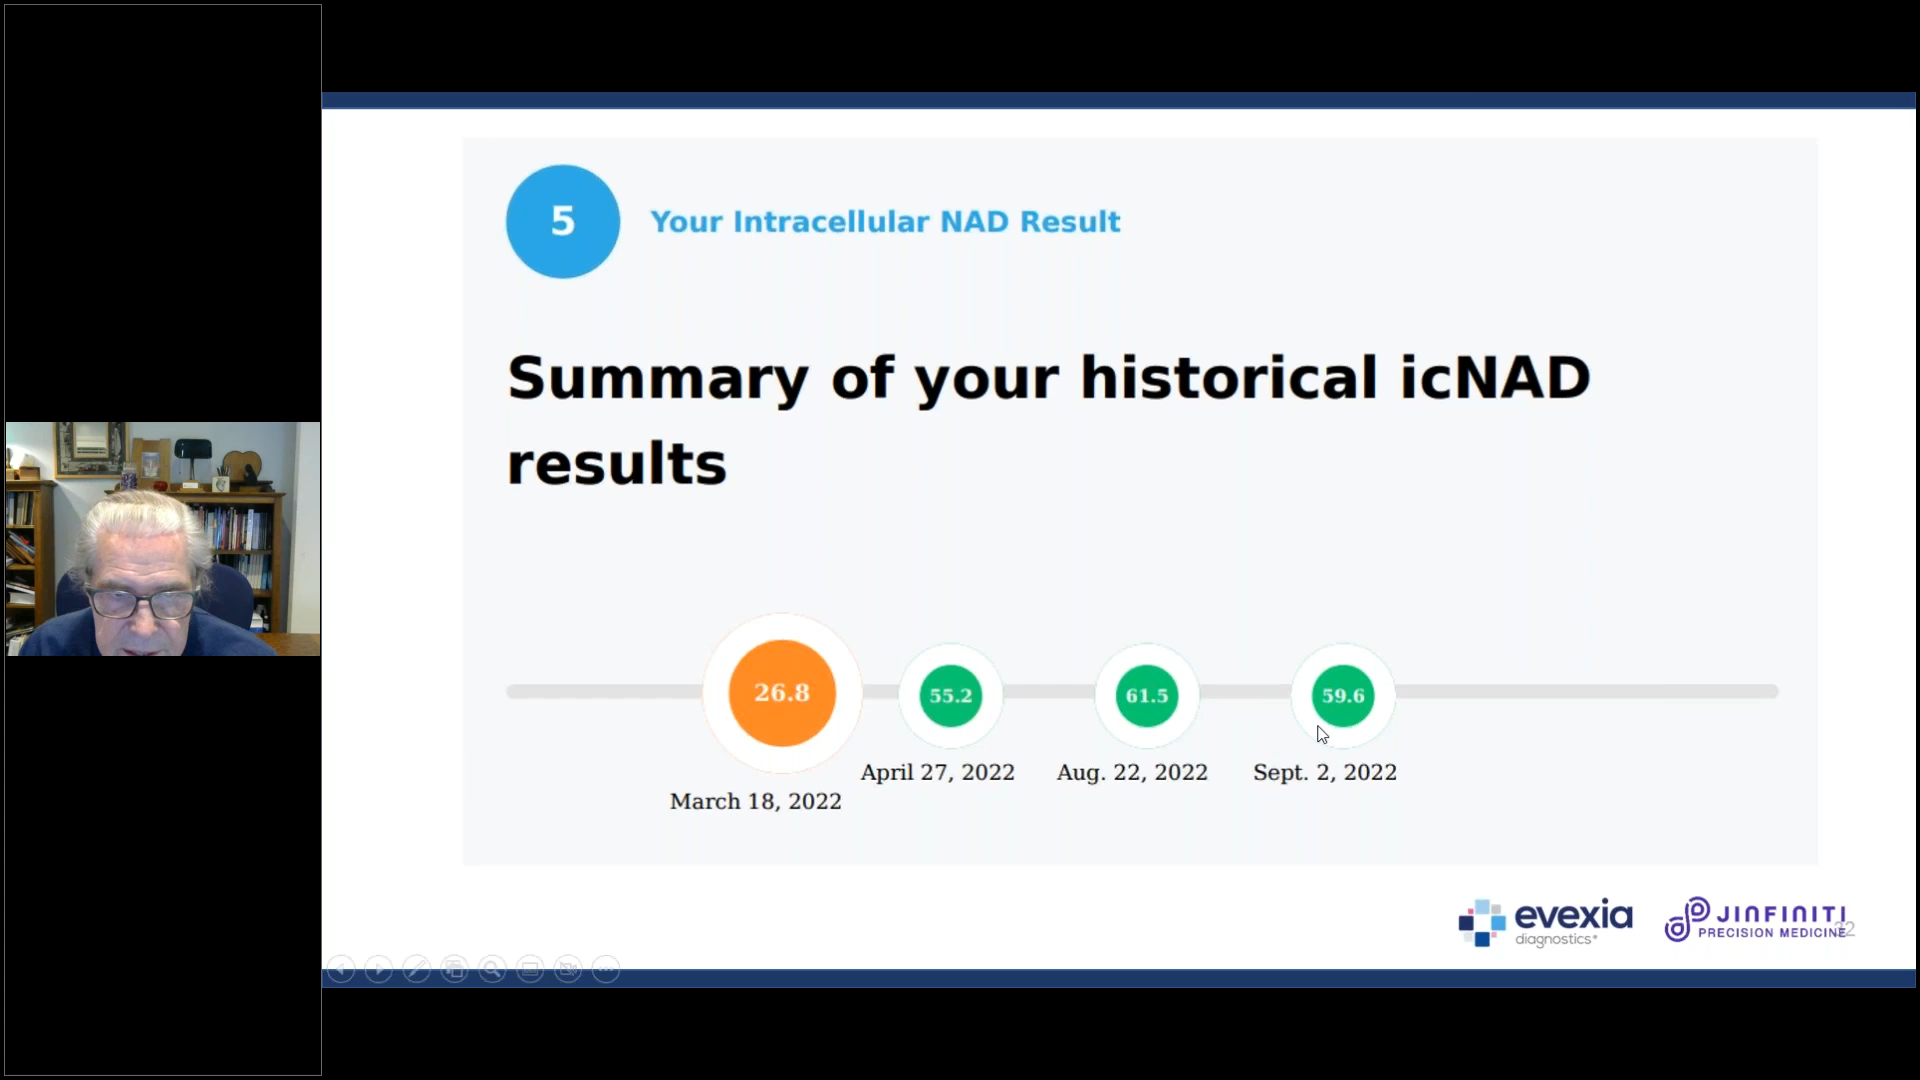 5
Your Intracellular NAD Result
Summary of your historical icNAD
results
26.8
55.2
61.5
59.6
March 18, 2022
April 27, 2022
Aug. 22, 2022
Sept. 2, 2022
evexia
diagnostics
JINFINITI
PRECISION MEDICINE
22